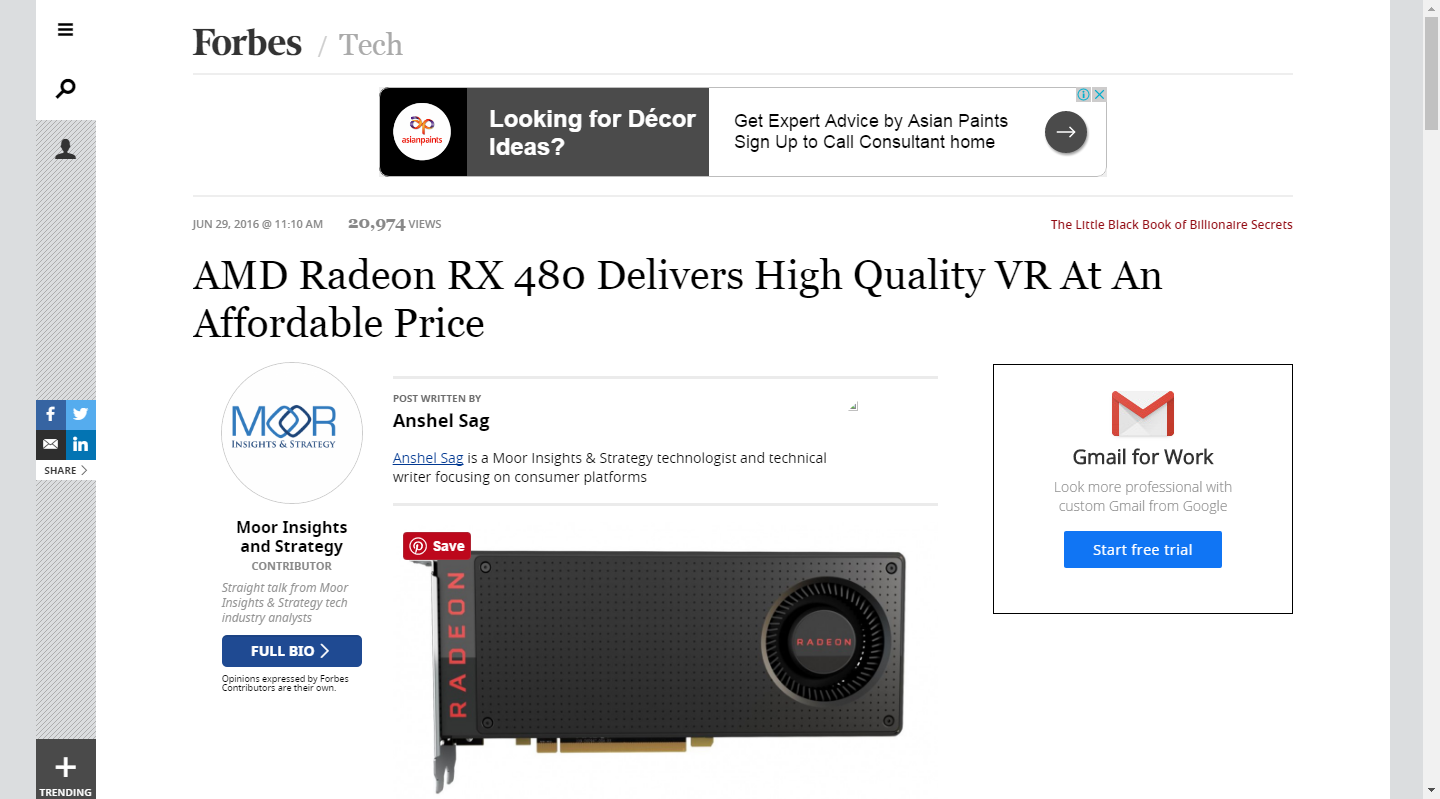 Forbes / Tech
asianpaints
Looking for Décor
Ideas?
Get Expert Advice by Asian Paints
Sign Up to Call Consultant home
JUN 29, 2016 @ 11:10 AM 20,974 VIEWS
The Little Black Book of Billionaire Secrets
AMD Radeon RX 480 Delivers High Quality VR At An
Affordable Price
MOOR
INSIGHTS & STRATEGY
Moor Insights
and Strategy
CONTRIBUTOR
Straight talk from Moor
Insights & Strategy tech
industry analysts
FULL BIO
Opinions expressed by Forbes
Contributors are their own.
POST WRITTEN BY
Anshel Sag
Anshel Sag is a Moor Insights & Strategy technologist and technical
writer focusing on consumer platforms
Save
RADEON
RADEON
Gmail for Work
Look more professional with
custom Gmail from Google
Start free trial
SHARE
TRENDING